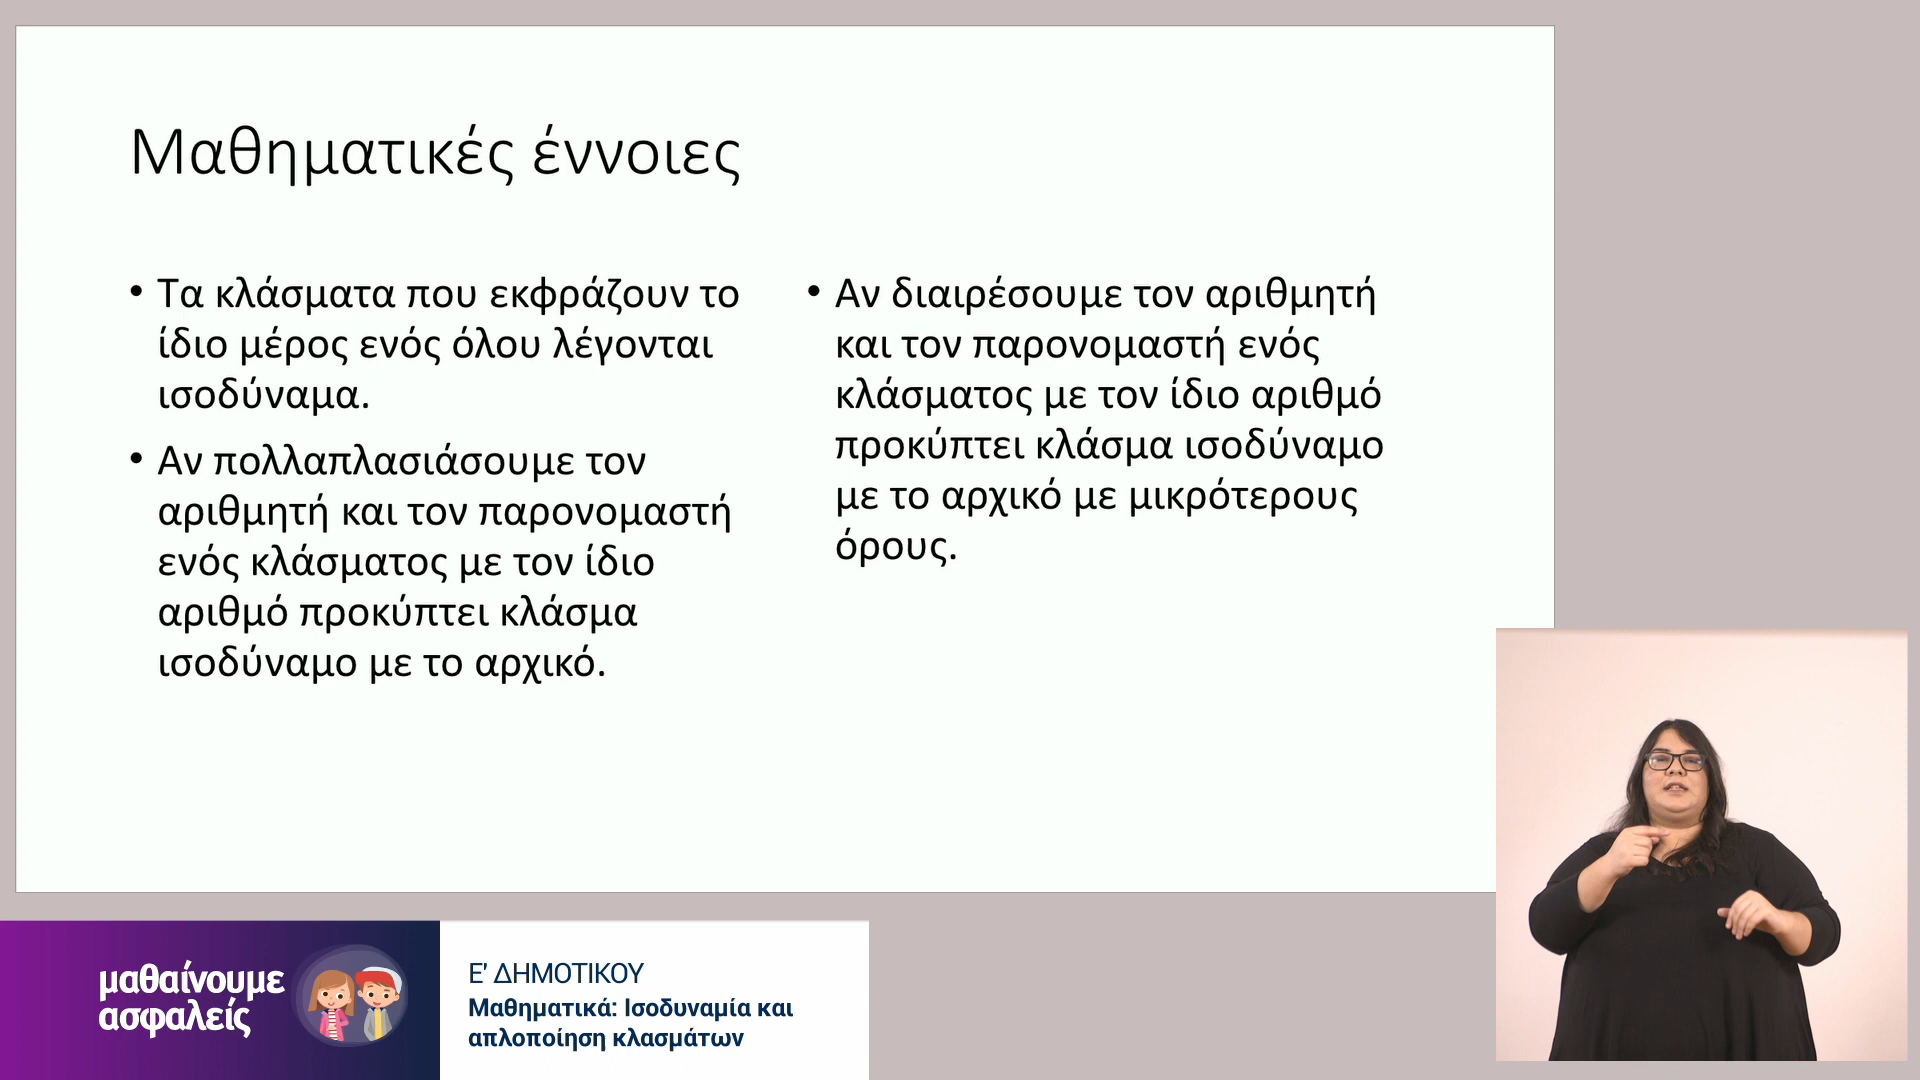 Μαθηματικές έννοιες
• Τα κλάσματα που εκφράζουν το
ίδιο μέρος ενός όλου λέγονται
ισοδύναμα.
• Αν πολλαπλασιάσουμε τον
αριθμητή και τον παρονομαστή
ενός κλάσματος με τον ίδιο
αριθμό προκύπτει κλάσμα
ισοδύναμο με το αρχικό.
• Αν διαιρέσουμε τον αριθμητή
και τον παρονομαστή ενός
κλάσματος με τον ίδιο αριθμό
προκύπτει κλάσμα ισοδύναμο
με το αρχικό με μικρότερους
όρους.
μαθαίνουμε
ασφαλείς
Ε' ΔΗΜΟΤΙΚΟΥ
Μαθηματικά: Ισοδυναμία και
απλοποίηση κλασμάτων